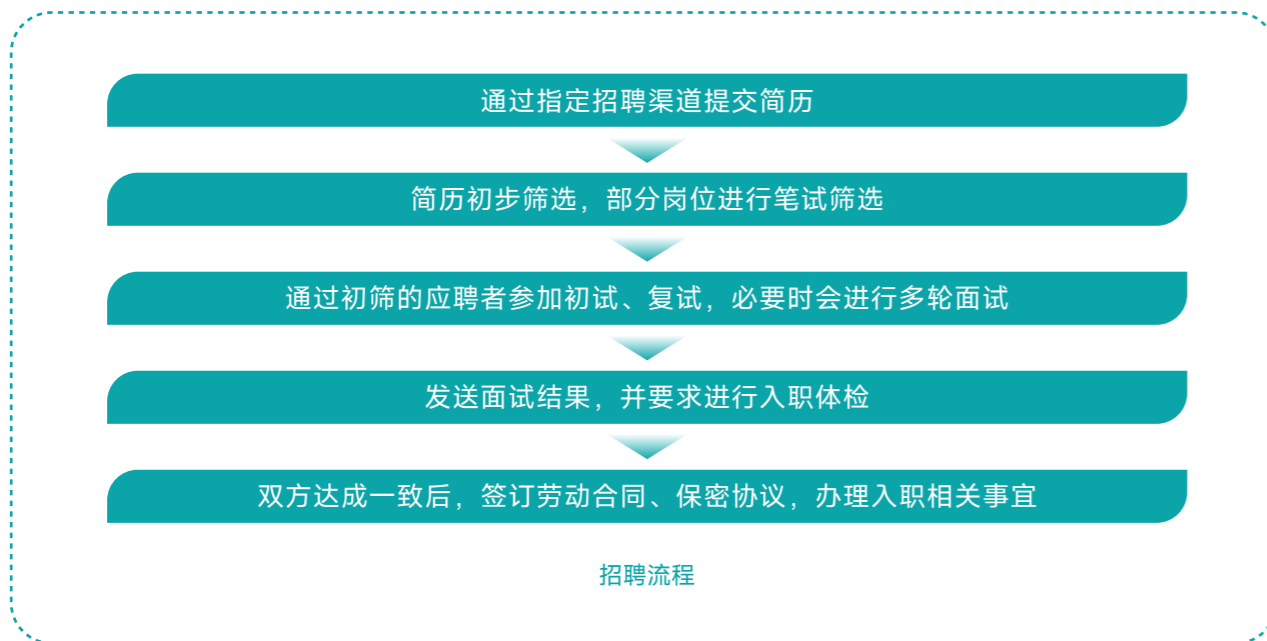 通过指定招聘渠道提交简历
简历初步筛选，部分岗位进行笔试筛选
通过初筛的应聘者参加初试、复试，必要时会进行多轮面试
发送面试结果，并要求进行入职体检
双方达成一致后，签订劳动合同、保密协议，办理入职相关事宜
招聘流程